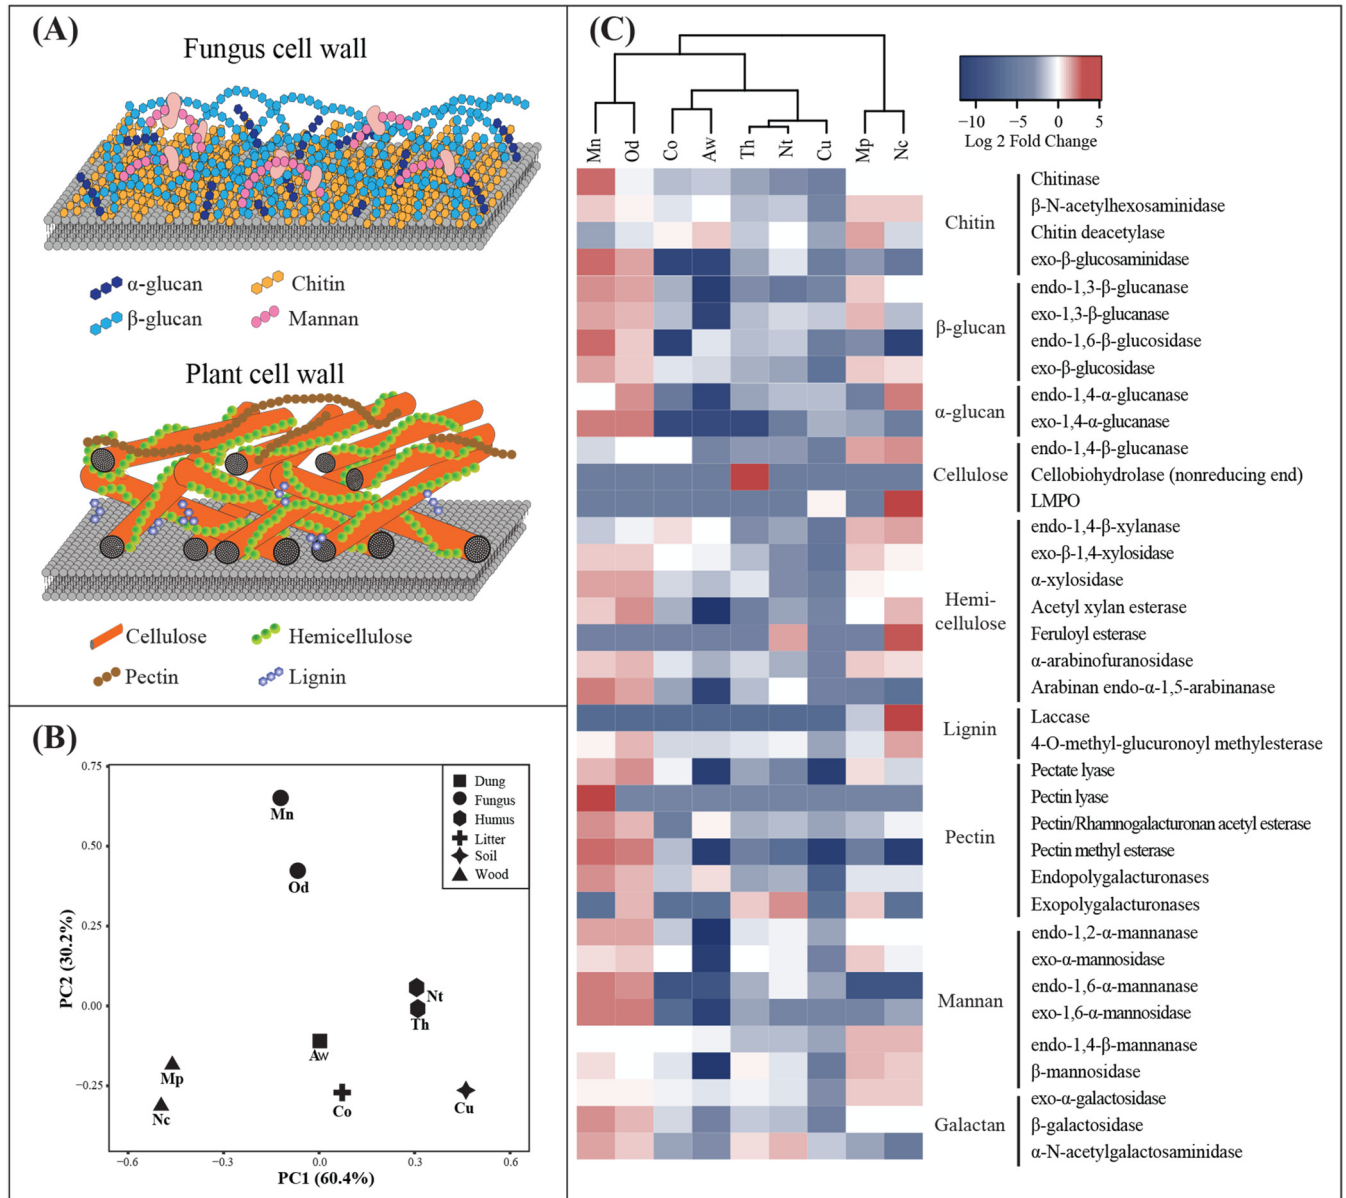 (A)
Fungus cell wall
α-glucan
Chitin
β-glucan
Mannan
Plant cell wall
Cellulose
Hemicellulose
Pectin
Lignin
(B)
0.75
0.50
0.25
0.00
−0.25
PC2 (30.2%)
Mn
Od
Nt
Th
Aw
Co
Cu
Mp
Nc
Dung
Fungus
Humus
Litter
Soil
Wood
−0.6
−0.3
0.0
0.3
0.6
PC1 (60.4%)
(C)
−10
−5
0
5
Log 2 Fold Change
Mn
Od
Co
Aw
Th
Nt
Cu
Mp
Nc
Chitin
Chitinase
β-N-acetylhexosaminidase
Chitin deacetylase
exo-β-glucosaminidase
β-glucan
endo-1,3-β-glucanase
exo-1,3-β-glucanase
endo-1,6-β-glucosidase
exo-β-glucosidase
α-glucan
endo-1,4-α-glucanase
exo-1,4-α-glucanase
Cellulose
endo-1,4-β-glucanase
Cellobiohydrolase (nonreducing end)
LMPO
Hemi-
cellulose
endo-1,4-β-xylanase
exo-β-1,4-xylosidase
α-xylosidase
Acetyl xylan esterase
Feruloyl esterase
α-arabinofuranosidase
Arabinan endo-α-1,5-arabinanase
Lignin
Laccase
4-O-methyl-glucuronoyl methylesterase
Pectin
Pectate lyase
Pectin lyase
Pectin/Rhamnogalacturonan acetyl esterase
Pectin methyl esterase
Endopolygalacturonases
Exopolygalacturonases
Mannan
endo-1,2-α-mannanase
exo-α-mannosidase
endo-1,6-α-mannanase
exo-1,6-α-mannosidase
endo-1,4-β-mannanase
β-mannosidase
Galactan
exo-α-galactosidase
β-galactosidase
α-N-acetylgalactosaminidase